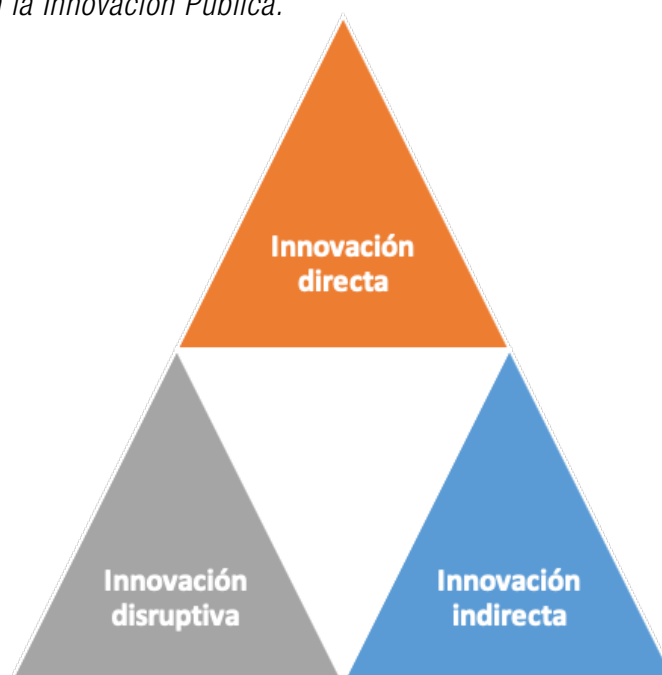 la Innovación Pública.
Innovación
directa
Innovación
disruptiva
Innovación
indirecta